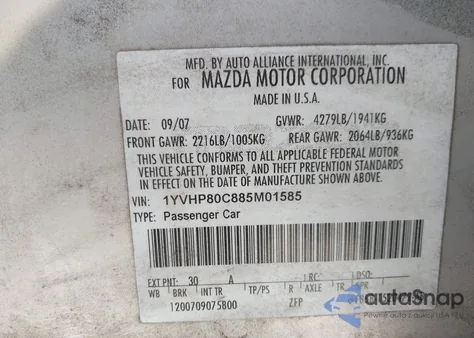 MFD. BY AUTO ALLIANCE INTERNATIONAL, INC.
FOR MAZDA MOTOR CORPORATION
MADE IN U.S.A.
DATE: 09/07 GVWR: 4279LB/1941KG
FRONT GAWR: 2216LB/1005KG REAR GAWR: 2064LB/936KG
THIS VEHICLE CONFORMS TO ALL APPLICABLE FEDERAL MOTOR
VEHICLE SAFETY, BUMPER, AND THEFT PREVENTION STANDARDS
IN EFFECT ON THE DATE OF MANUFACTURE SHOWN ABOVE.
VIN: 1YVHP80C885M01585
TYPE: Passenger Car
EXT PNT: 30 A RC: DSO:
WB BRK INT TR TP/PS R AXLE TR SPR
1200709075800 ZFP
autoSnap